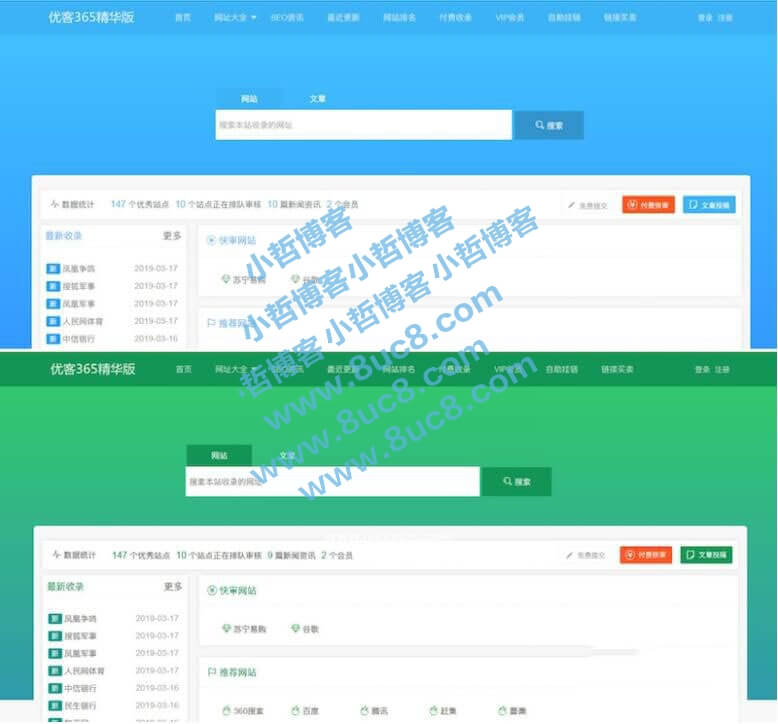 优客365精华版 首页 网址大全 SEO资讯 最近更新 网站排名 付费收录 VIP会员 自助挂链 链接买卖 登录 注册
网站 文章
搜索本站收录的网址 搜索
数据统计 147 个优秀站点 10 个站点正在排队审核 10 篇新闻资讯 2 个会员 免费提交 付费快审 文章投稿
最新收录 更多
新 凤凰争鸣 2019-03-17
新 搜狐军事 2019-03-17
新 凤凰军事 2019-03-17
新 人民网体育 2019-03-17
新 中信银行 2019-03-16
快审网站
苏宁易购 谷歌
推荐网站
小哲博客小哲博客
小哲博客小哲博客小哲博客
哲博客 www.8uc8.com
www.8uc8.com
www.8uc8.com
优客365精华版 首页 网址大全 SEO资讯 最近更新 网站排名 付费收录 VIP会员 自助挂链 链接买卖 登录 注册
网站 文章
搜索本站收录的网址 搜索
数据统计 147 个优秀站点 10 个站点正在排队审核 9 篇新闻资讯 2 个会员 免费提交 付费快审 文章投稿
最新收录 更多
新 凤凰争鸣 2019-03-17
新 搜狐军事 2019-03-17
新 凤凰军事 2019-03-17
新 人民网体育 2019-03-17
新 中信银行 2019-03-16
新 民生银行 2019-03-16
快审网站
苏宁易购 谷歌
推荐网站
360搜索 百度 腾讯 赶集